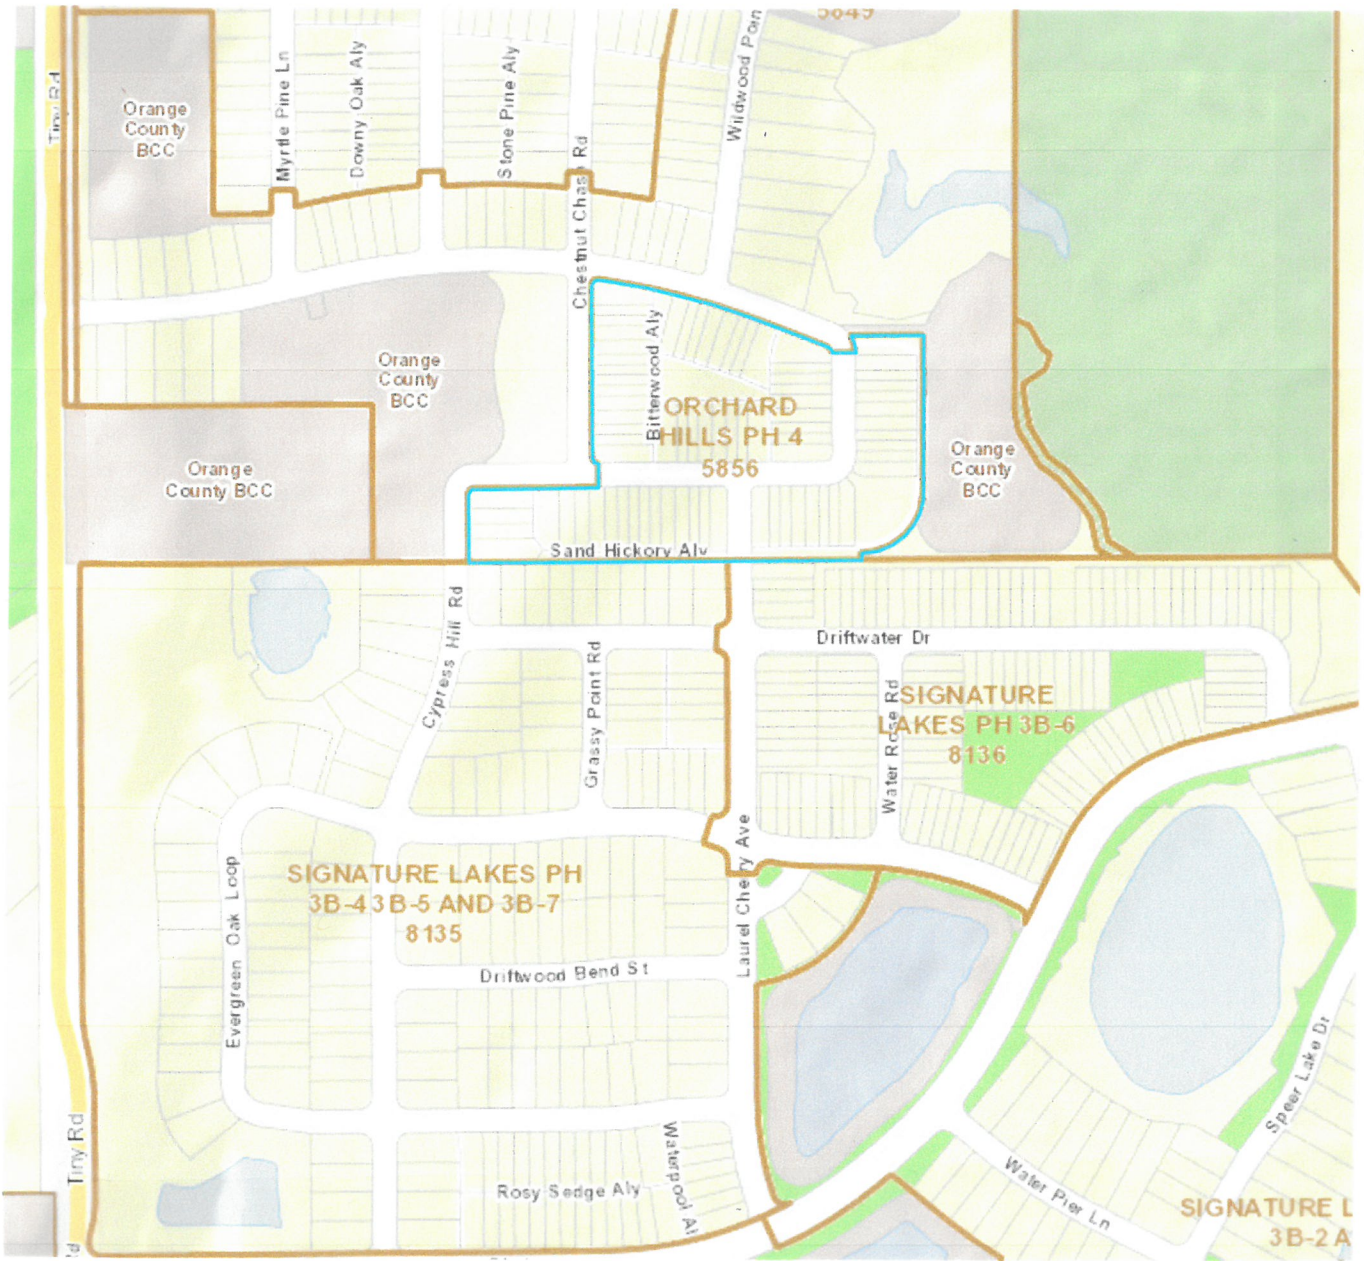 5849
Tiny Rd
Orange
County
BCC
Myrtle Pine Ln
Downy Oak Aly
Stone Pine Aly
Chestnut Chase Rd
Orange
County
BCC
Bitterwood Aly
ORCHARD
HILLS PH 4
5856
Orange
County BCC
Orange
County
BCC
Sand Hickory Aly
Cypress Hill Rd
Grassy Point Rd
Driftwater Dr
Water Rose Rd
SIGNATURE
LAKES PH 3B-6
8136
Laurel Cherry Ave
SIGNATURE LAKES PH
3B-4 3B-5 AND 3B-7
8135
Evergreen Oak Loop
Driftwood Bend St
Speer Lake Dr
Tiny Rd
Rosy Sedge Aly
Waterpool Al
Water Pier Ln
SIGNATURE L
3B-2 A
Rd